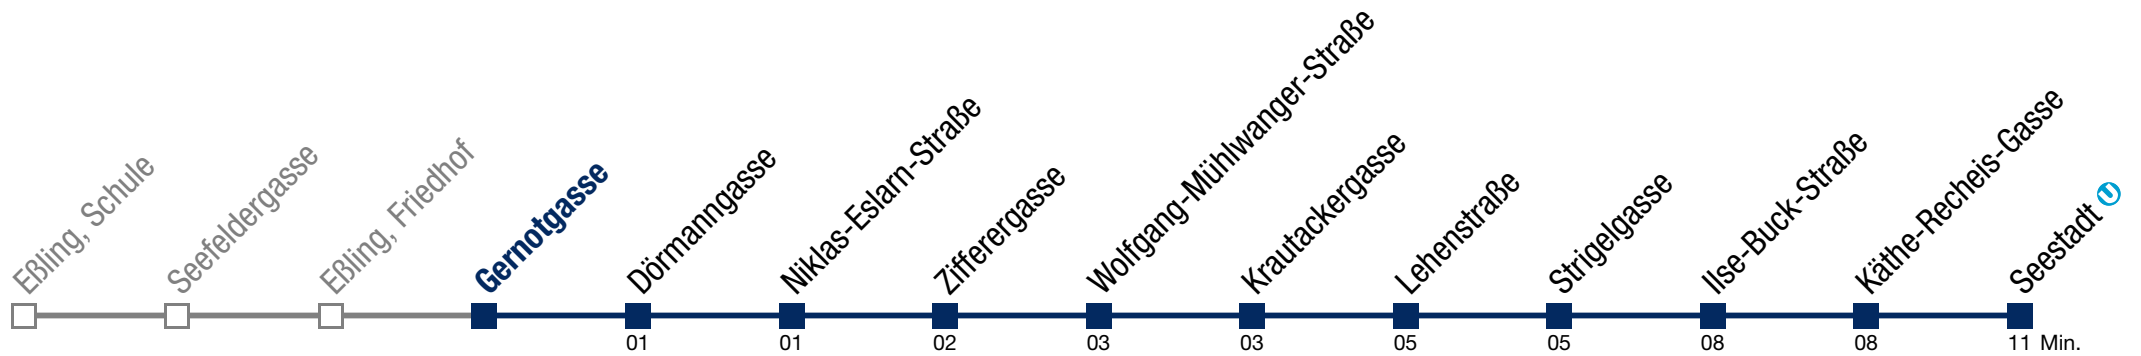 Eßling, Schule
Seefeldergasse
Eßling, Friedhof
Gernotgasse
Dörmanngasse
Niklas-Eslarn-Straße
Zifferergasse
Wolfgang-Mühlwanger-Straße
Krautackergasse
Lehenstraße
Strigelgasse
Ilse-Buck-Straße
Käthe-Recheis-Gasse
Seestadt U
01 01 02 03 03 05 05 08 08 11 Min.